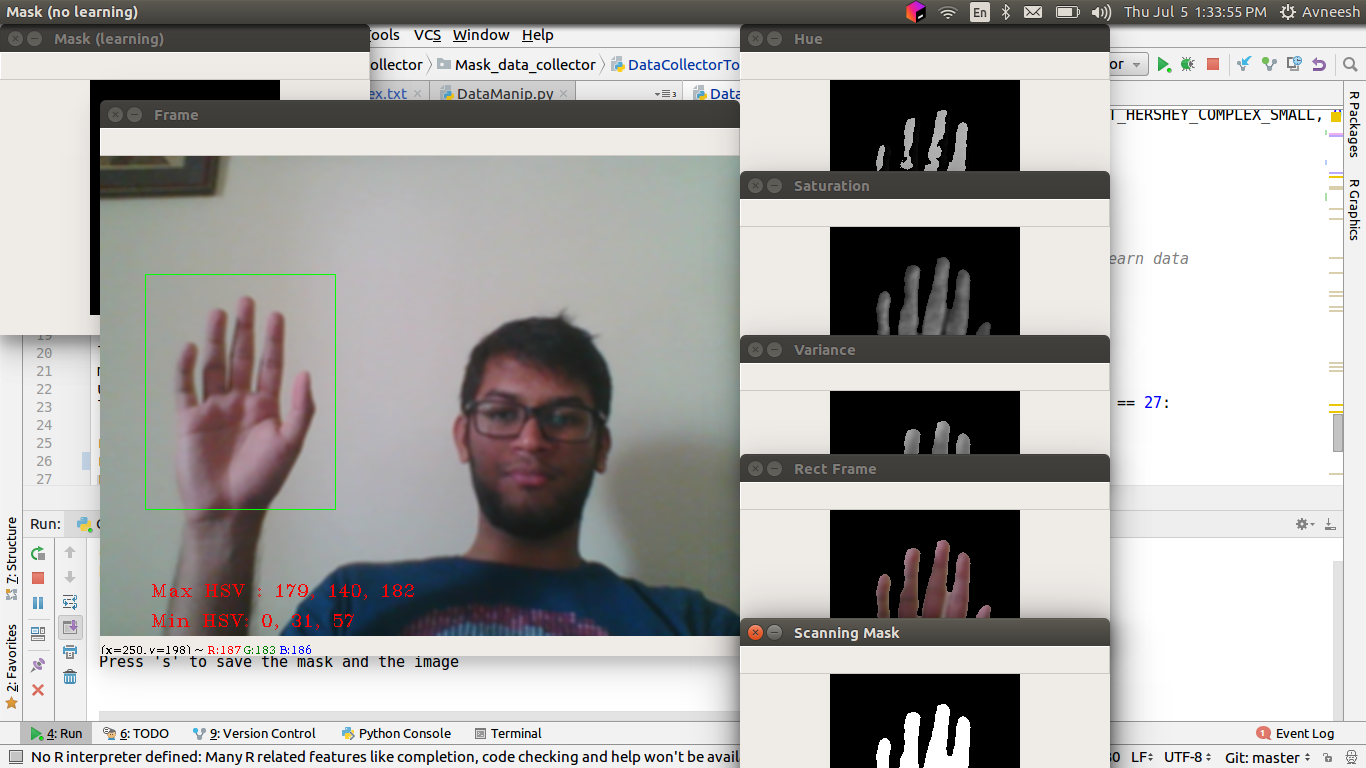 Mask (no learning)
En
Thu Jul 5 1:33:55 PM
Avneesh
Mask (learning)
ools VCS Window Help
Hue
ollector
Mask_data_collector
DataCollectorTo
or
ex.txt
DataManip.py
Data
T_HERSHEY_COMPLEX_SMALL,
Frame
R Packages
R Graphics
Saturation
earn data
Variance
20
21
22
23
24
25
26
27
== 27:
Rect Frame
Run:
Max HSV : 179, 140, 182
Min HSV: 0, 31, 57
Scanning Mask
(x=250, y=198) ~ R:187 G:183 B:186
Press 's' to save the mask and the image
7: Structure
2: Favorites
4: Run
6: TODO
9: Version Control
Python Console
Terminal
1 Event Log
No R interpreter defined: Many R related features like completion, code checking and help won't be avail
LF
UTF-8
Git: master